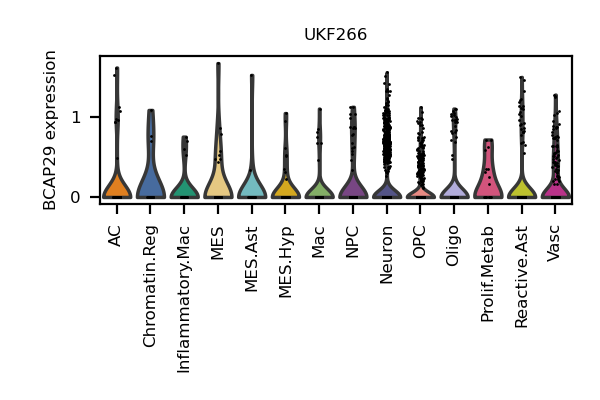 UKF266
BCAP29 expression
1
0
AC
Chromatin.Reg
Inflammatory.Mac
MES
MES.Ast
MES.Hyp
Mac
NPC
Neuron
OPC
Oligo
Prolif.Metab
Reactive.Ast
Vasc